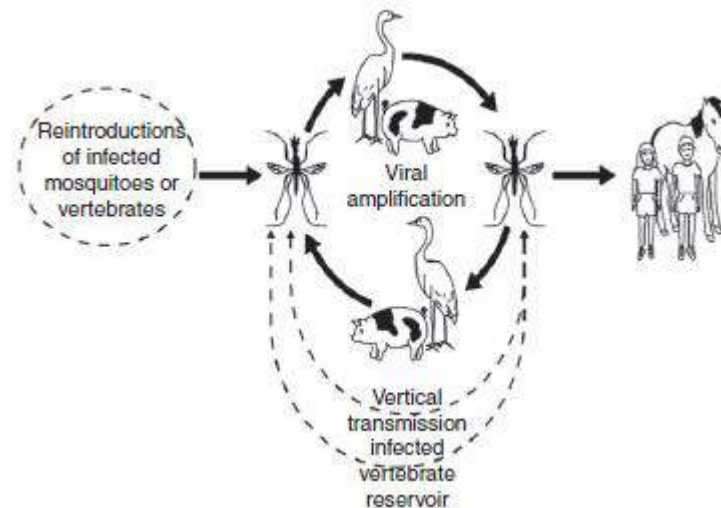 Reintroductions
of infected
mosquitoes or
vertebrates
Viral
amplification
Vertical
transmission
infected
vertebrate
reservoir